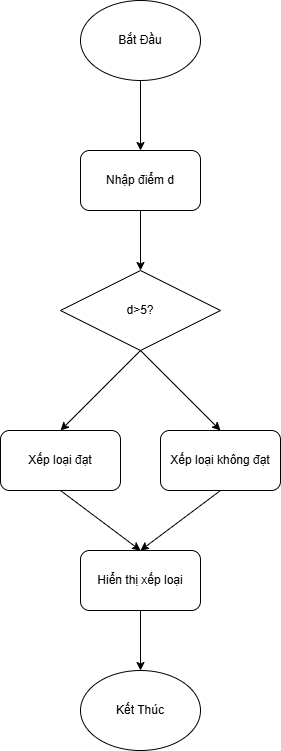 Bắt Đầu
Nhập điểm d
d>5?
Xếp loại đạt
Xếp loại không đạt
Hiển thị xếp loại
Kết Thúc